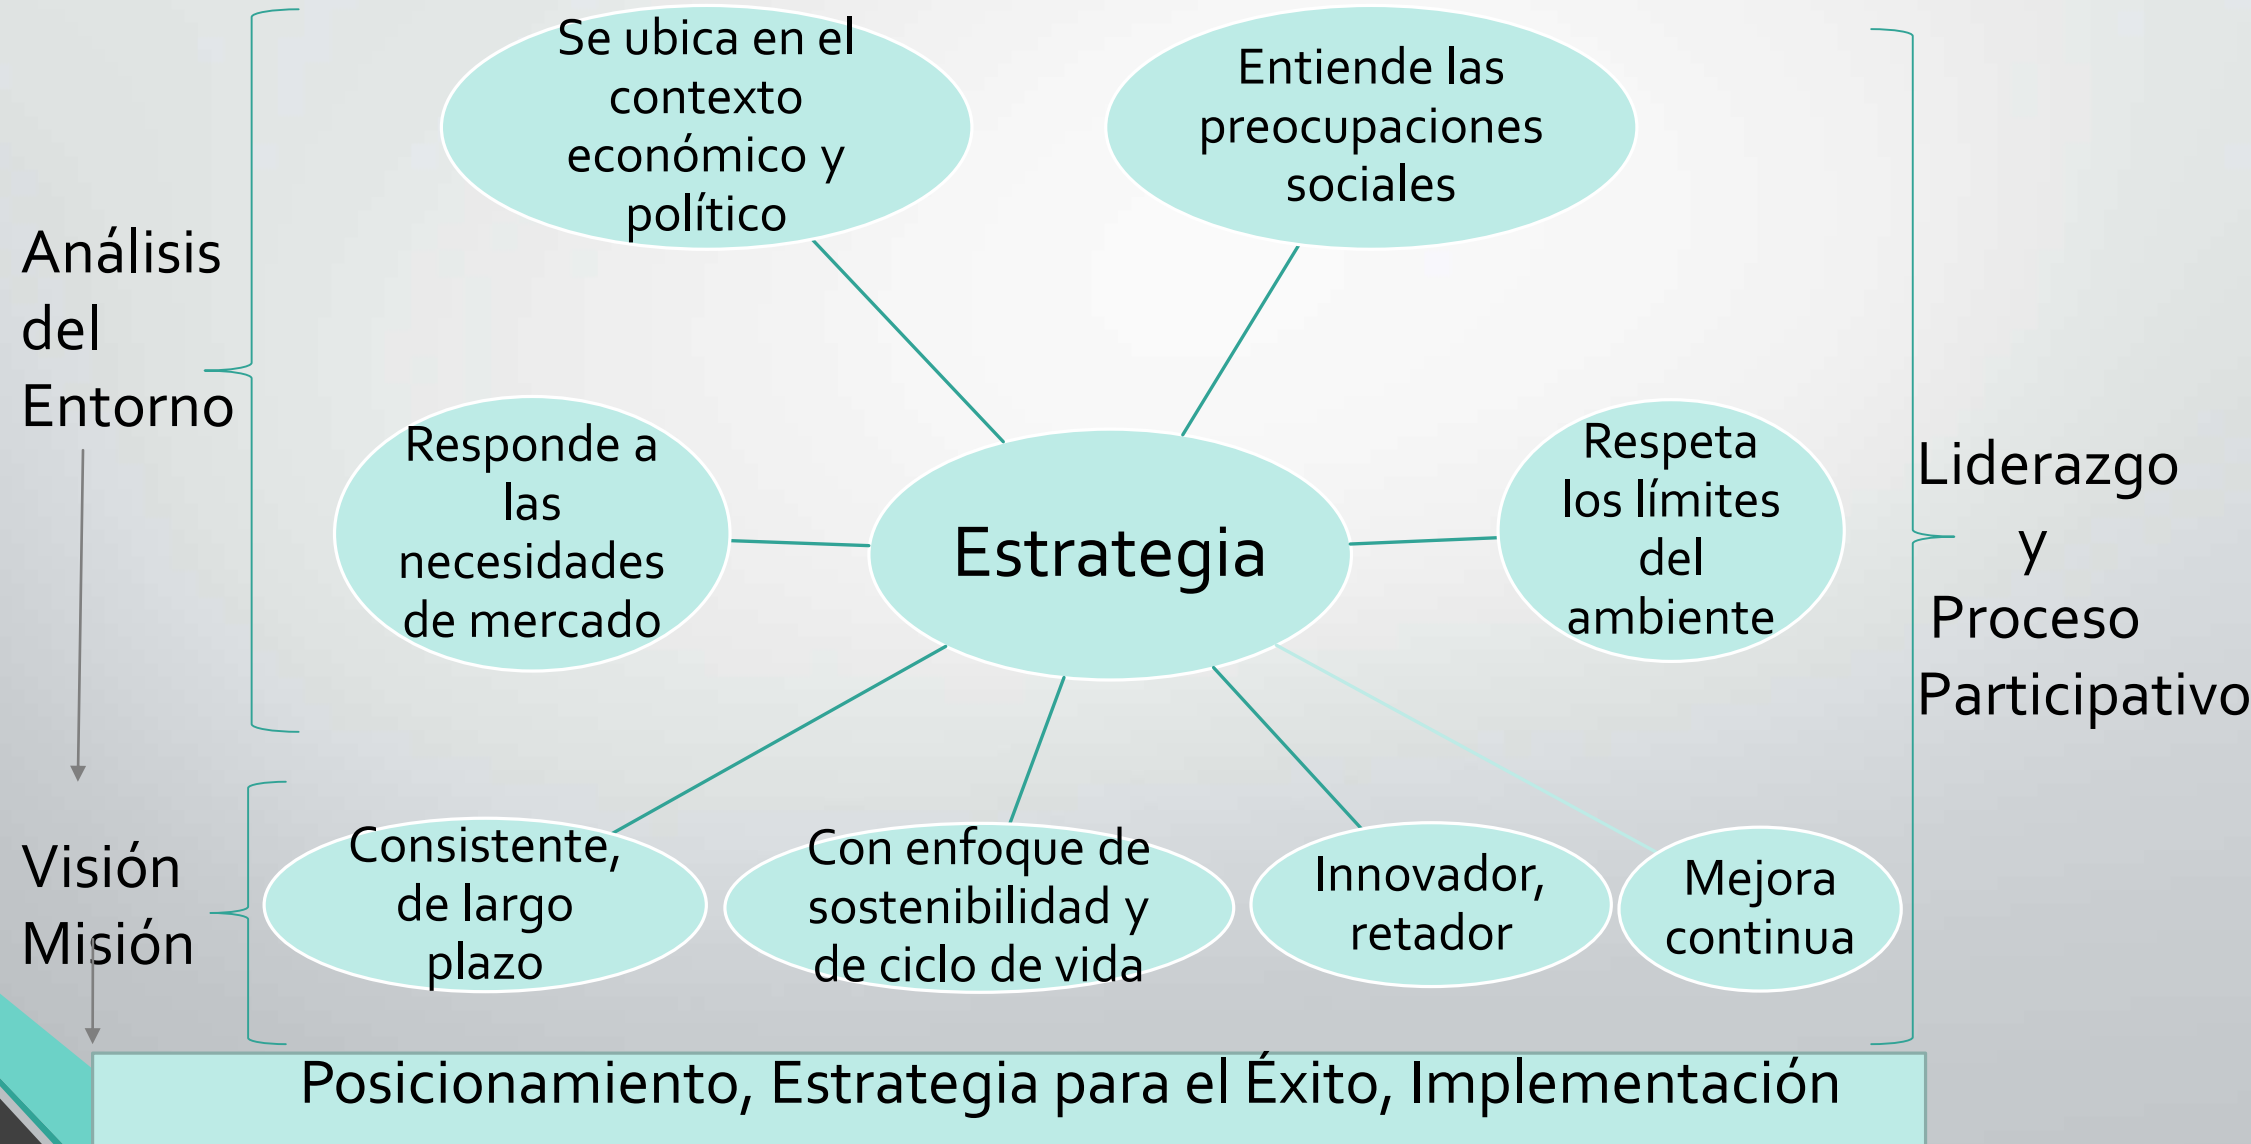 Se ubica en el
contexto
económico y
político
Entiende las
preocupaciones
sociales
Análisis
del
Entorno
Responde a
las
necesidades
de mercado
Estrategia
Respeta
los límites
del
ambiente
Liderazgo
y
Proceso
Participativo
Visión
Misión
Consistente,
de largo
plazo
Con enfoque de
sostenibilidad y
de ciclo de vida
Innovador,
retador
Mejora
continua
Posicionamiento, Estrategia para el Éxito, Implementación